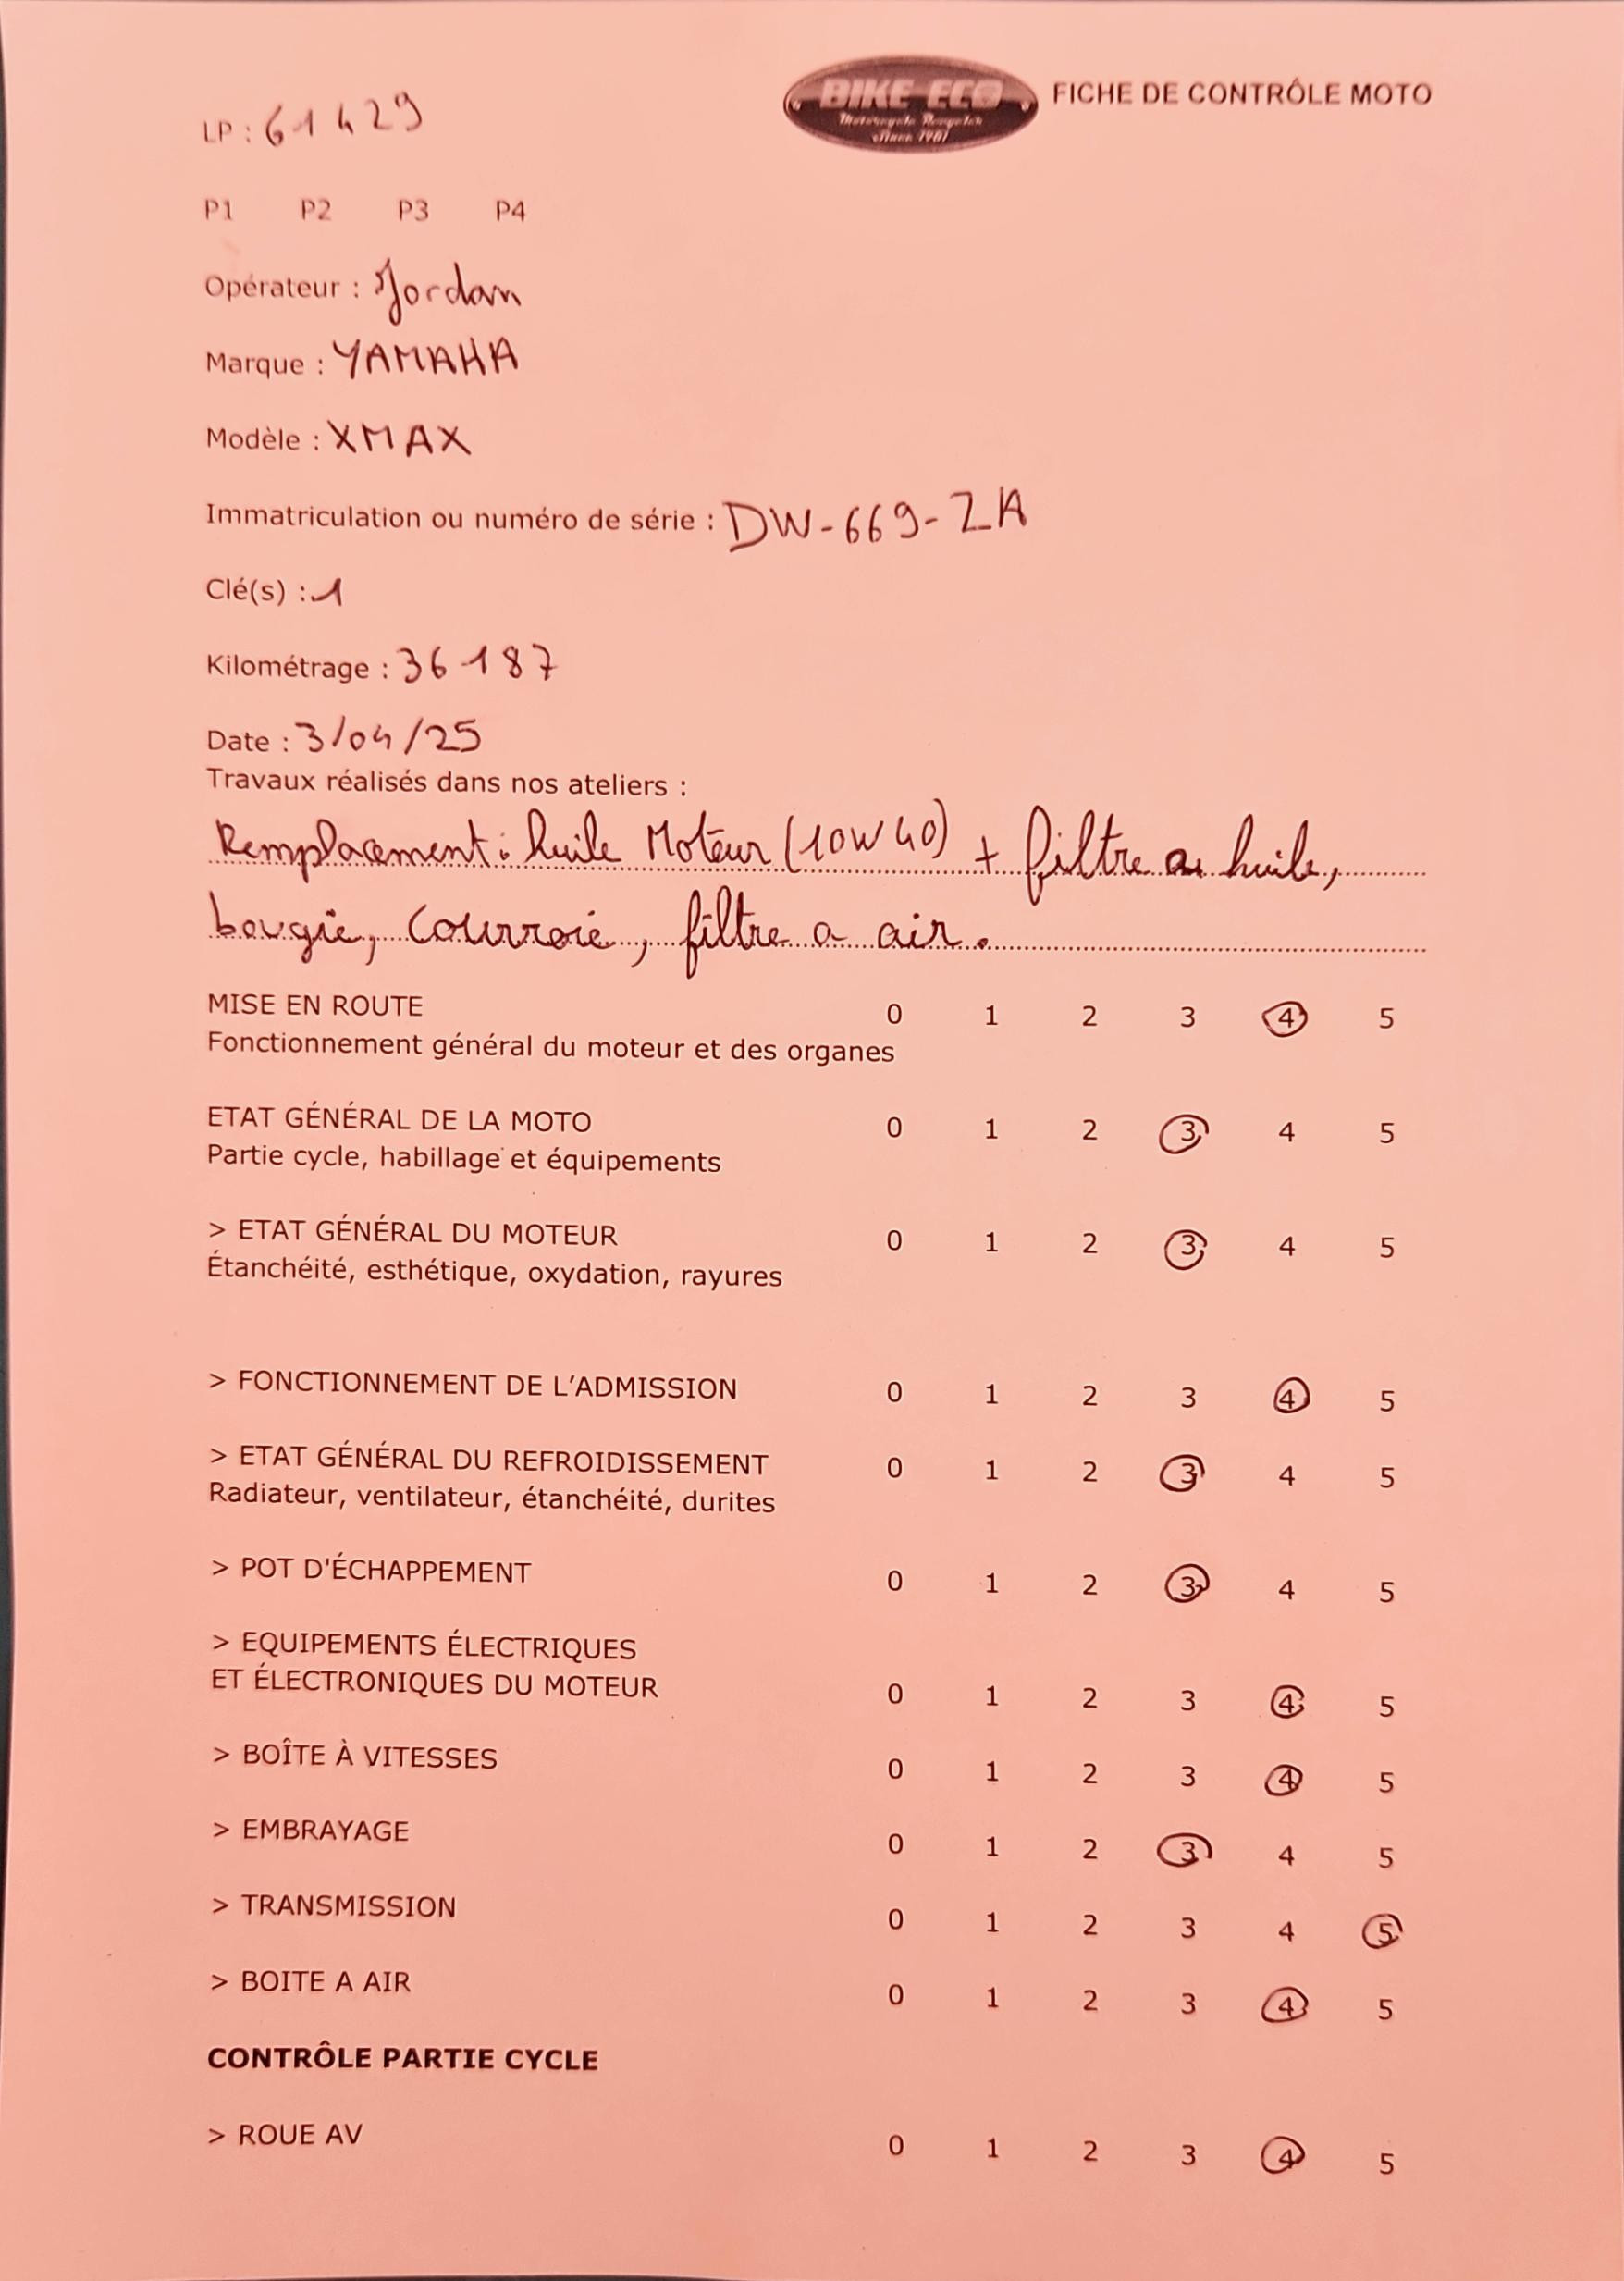 BIKE ECO
Motorcycle Recycler
Since 1987
FICHE DE CONTRÔLE MOTO
LP : 61429
P1 P2 P3 P4
Opérateur : Jordan
Marque : YAMAHA
Modèle : XMAX
Immatriculation ou numéro de série : DW-669-ZA
Clé(s) : 1
Kilométrage : 36187
Date : 3/04/25
Travaux réalisés dans nos ateliers :
Remplacement : huile Moteur (10W40) + filtre a huile,
bougie, Courroie, filtre a air.
MISE EN ROUTE 0 1 2 3 4 5
Fonctionnement général du moteur et des organes
ETAT GÉNÉRAL DE LA MOTO 0 1 2 3 4 5
Partie cycle, habillage et équipements
> ETAT GÉNÉRAL DU MOTEUR 0 1 2 3 4 5
Étanchéité, esthétique, oxydation, rayures
> FONCTIONNEMENT DE L'ADMISSION 0 1 2 3 4 5
> ETAT GÉNÉRAL DU REFROIDISSEMENT 0 1 2 3 4 5
Radiateur, ventilateur, étanchéité, durites
> POT D'ÉCHAPPEMENT 0 1 2 3 4 5
> EQUIPEMENTS ÉLECTRIQUES
ET ÉLECTRONIQUES DU MOTEUR 0 1 2 3 4 5
> BOÎTE À VITESSES 0 1 2 3 4 5
> EMBRAYAGE 0 1 2 3 4 5
> TRANSMISSION 0 1 2 3 4 5
> BOITE A AIR 0 1 2 3 4 5
CONTRÔLE PARTIE CYCLE
> ROUE AV 0 1 2 3 4 5